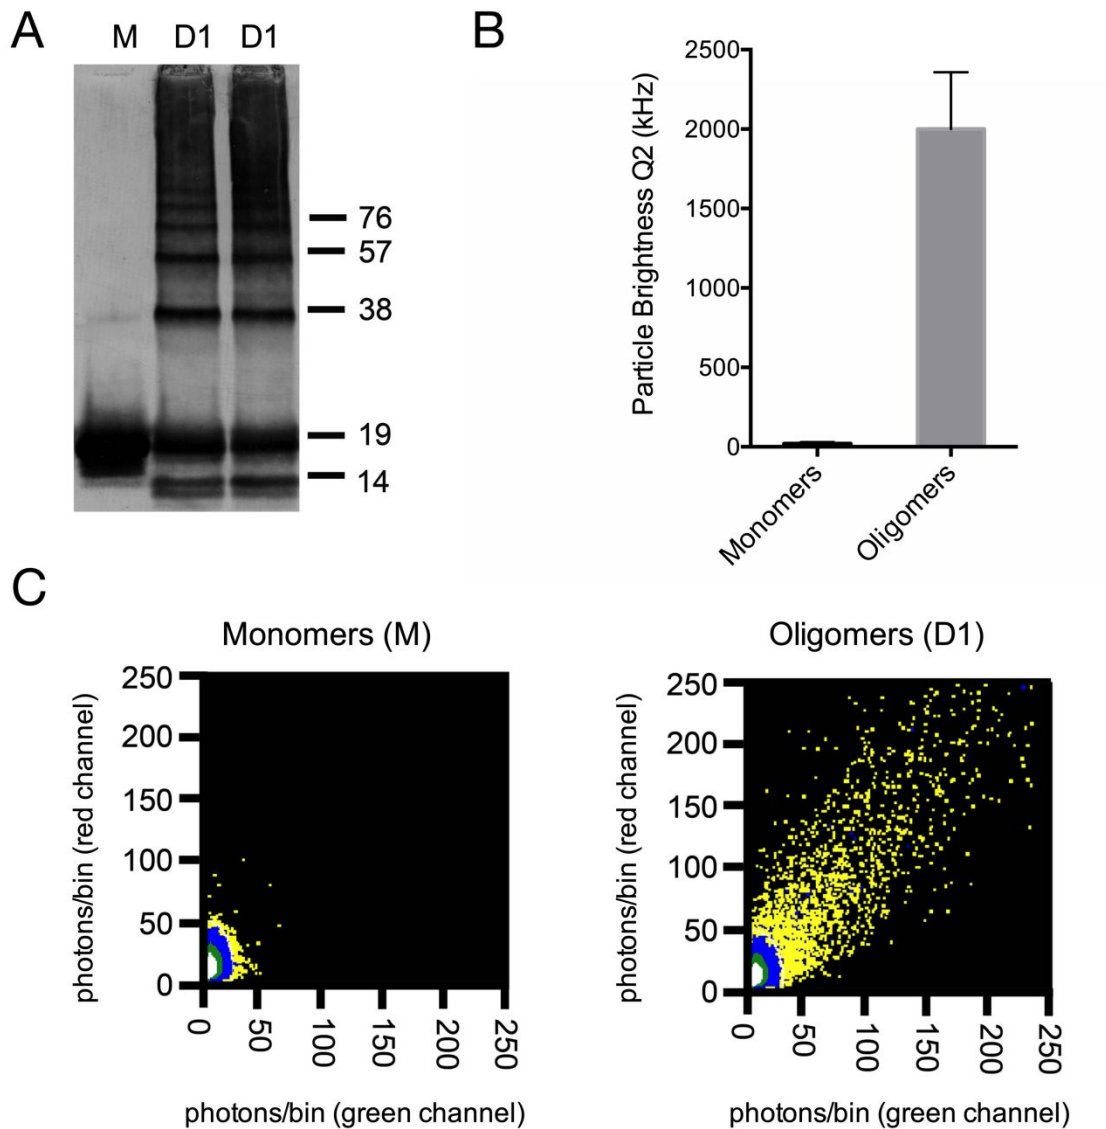 A
M D1 D1
76
57
38
19
14
B
Particle Brightness Q2 (kHz)
2500
2000
1500
1000
500
0
Monomers
Oligomers
C
Monomers (M)
photons/bin (red channel)
250
200
150
100
50
0
0 50 100 150 200 250
photons/bin (green channel)
Oligomers (D1)
photons/bin (red channel)
250
200
150
100
50
0
0 50 100 150 200 250
photons/bin (green channel)